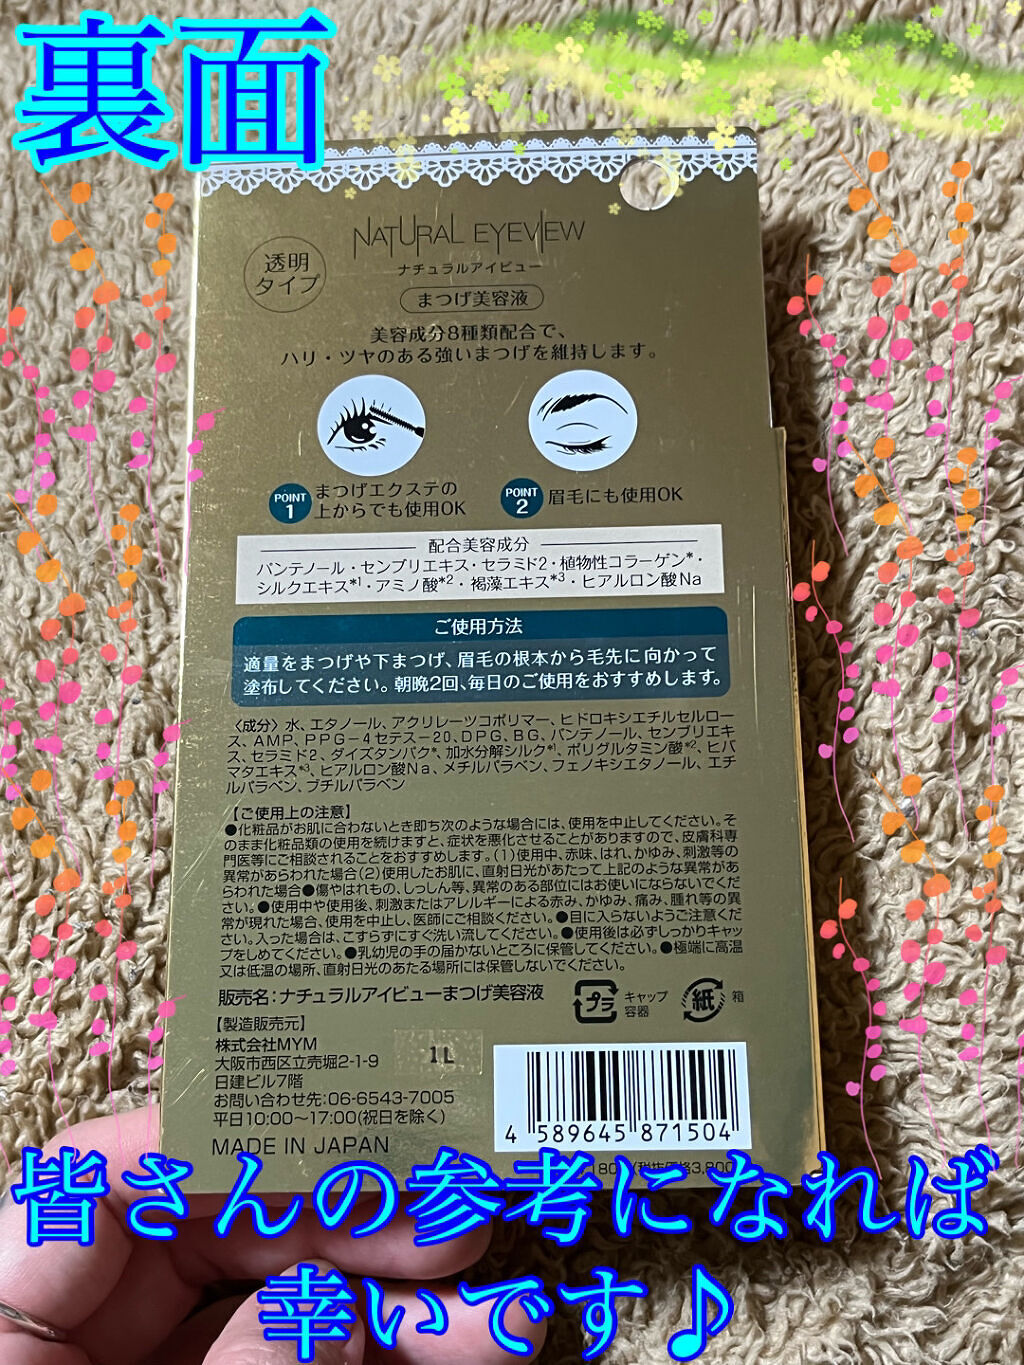 裏面
NATURAL EYEVIEW
透明
タイプ
ナチュラルアイビュー
まつげ美容液
美容成分8種類配合で、
ハリ・ツヤのある強いまつげを維持します。
POINT
1
まつげエクステの
上からでも使用OK
POINT
2
眉毛にも使用OK
配合美容成分
パンテノール・センブリエキス・セラミド2・植物性コラーゲン*・
シルクエキス*1・アミノ酸*2・褐藻エキス*3・ヒアルロン酸Na
ご使用方法
適量をまつげや下まつげ、眉毛の根本から毛先に向かって
塗布してください。朝晩2回、毎日のご使用をおすすめします。
〈成分〉水、エタノール、アクリレーツコポリマー、ヒドロキシエチルセルロー
ス、AMP、PPG-4セテス-20、DPG、BG、パンテノール、センブリエキ
ス、セラミド2、ダイズタンパク*、加水分解シルク*1、ポリグルタミン酸*2、ヒバ
マタエキス*3、ヒアルロン酸Na、メチルパラベン、フェノキシエタノール、エチ
ルパラベン、ブチルパラベン
【ご使用上の注意】
●化粧品がお肌に合わないとき即ち次のような場合には、使用を中止してください。そ
のまま化粧品類の使用を続けますと、症状を悪化させることがありますので、皮膚科専
門医等にご相談されることをおすすめします。(1)使用中、赤味、はれ、かゆみ、刺激等の
異常があらわれた場合(2)使用したお肌に、直射日光があたって上記のような異常があ
らわれた場合●傷やはれもの、しっしん等、異常のある部位にはお使いにならないでくだ
さい。●使用中や使用後、刺激またはアレルギーによる赤み、かゆみ、痛み、腫れ等の異
常が現れた場合、使用を中止し、医師にご相談ください。●目に入らないようご注意くだ
さい。入った場合は、こすらずにすぐ洗い流してください。●使用後は必ずしっかりキャッ
プをしめてください。●乳幼児の手の届かないところに保管してください。●極端に高温
又は低温の場所、直射日光のあたる場所には保管しないでください。
販売名:ナチュラルアイビューまつげ美容液
プラ
キャップ
容器
紙
箱
【製造販売元】
株式会社MYM
大阪市西区立売堀2-1-9
日建ビル7階
お問い合わせ先:06-6543-7005
平日10:00〜17:00(祝日を除く)
MADE IN JAPAN
1L
4 589645 871504
皆さんの参考になれば
幸いです♪